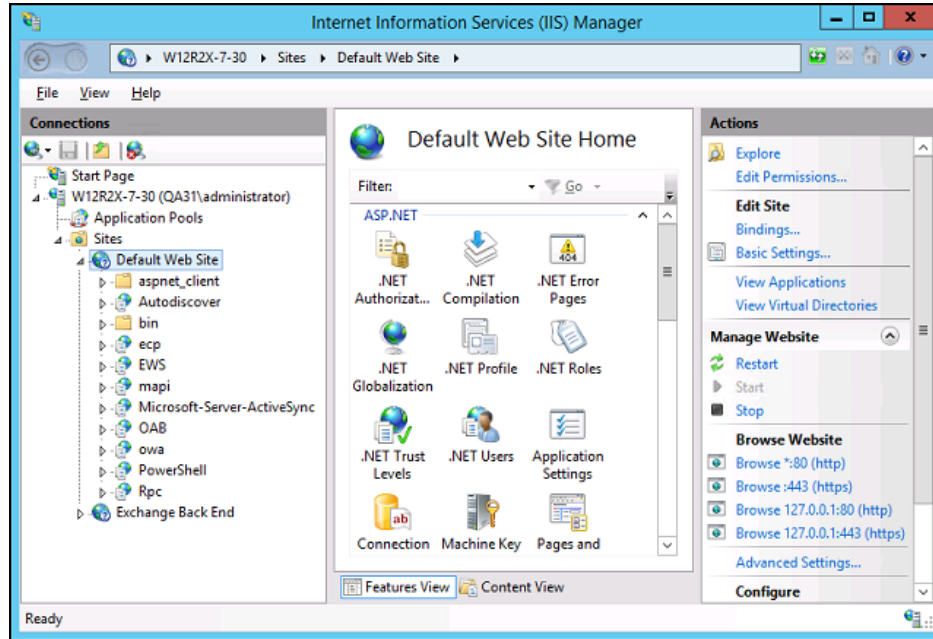 Internet Information Services (IIS) Manager
W12R2X-7-30 Sites Default Web Site
File View Help
Connections
Start Page
W12R2X-7-30 (QA31\administrator)
Application Pools
Sites
Default Web Site
aspnet_client
Autodiscover
bin
ecp
EWS
mapi
Microsoft-Server-ActiveSync
OAB
owa
PowerShell
Rpc
Exchange Back End
Default Web Site Home
Filter: Go
ASP.NET
.NET Authorizat...
.NET Compilation
.NET Error Pages
404
.NET Globalization
.NET Profile
.NET Roles
.NET Trust Levels
.NET Users
Application Settings
ab
Connection
Machine Key
Pages and
Features View
Content View
Actions
Explore
Edit Permissions...
Edit Site
Bindings...
Basic Settings...
View Applications
View Virtual Directories
Manage Website
Restart
Start
Stop
Browse Website
Browse *:80 (http)
Browse :443 (https)
Browse 127.0.0.1:80 (http)
Browse 127.0.0.1:443 (https)
Advanced Settings...
Configure
Ready